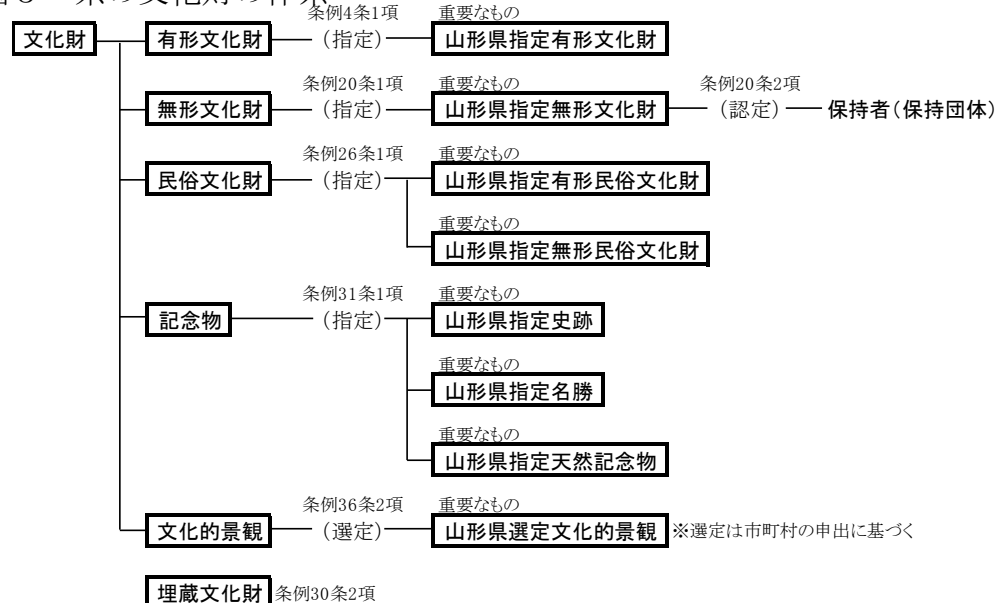 県の文化財の体系
条例4条1項 重要なもの
文化財 有形文化財 (指定) 山形県指定有形文化財
条例20条1項 重要なもの 条例20条2項
無形文化財 (指定) 山形県指定無形文化財 (認定) 保持者(保持団体)
条例26条1項 重要なもの
民俗文化財 (指定) 山形県指定有形民俗文化財
重要なもの
山形県指定無形民俗文化財
条例31条1項 重要なもの
記念物 (指定) 山形県指定史跡
重要なもの
山形県指定名勝
重要なもの
山形県指定天然記念物
条例36条2項 重要なもの
文化的景観 (選定) 山形県選定文化的景観 ※選定は市町村の申出に基づく
埋蔵文化財 条例30条2項